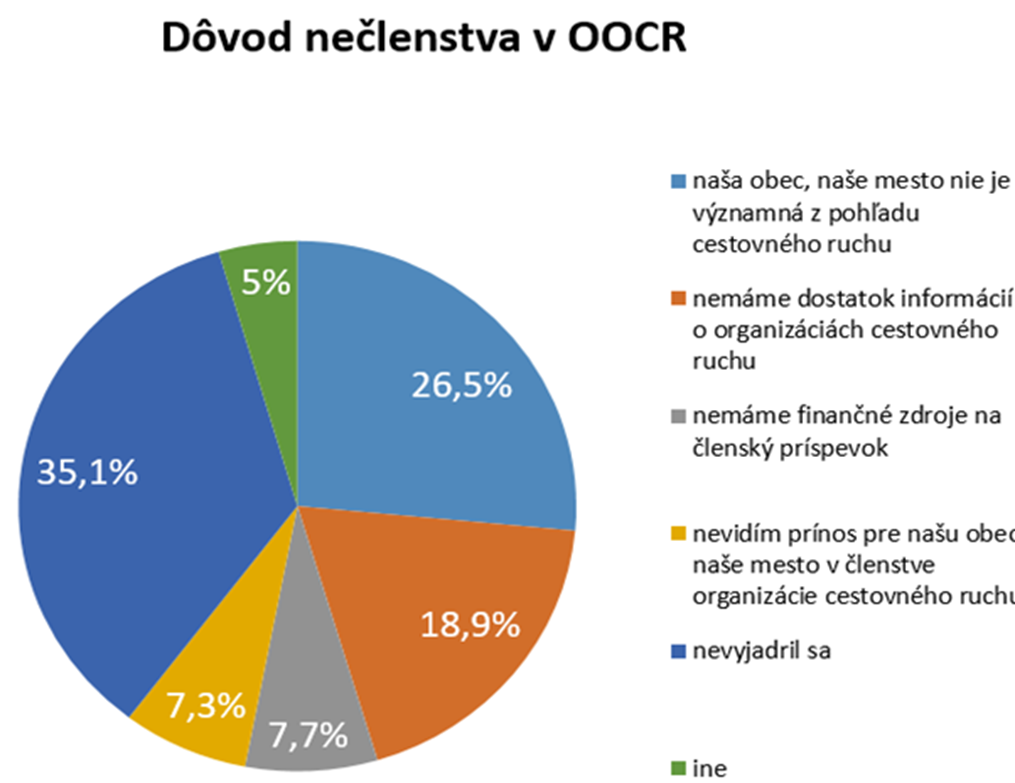 Dôvod nečlenstva v OOCR
naša obec, naše mesto nie je
významná z pohľadu
cestovného ruchu
nemáme dostatok informácií
o organizáciách cestovného
ruchu
nemáme finančné zdroje na
členský príspevok
nevidím prínos pre našu obec
naše mesto v členstve
organizácie cestovného ruchu
nevyjadril sa
ine
5%
26,5%
35,1%
18,9%
7,3%
7,7%